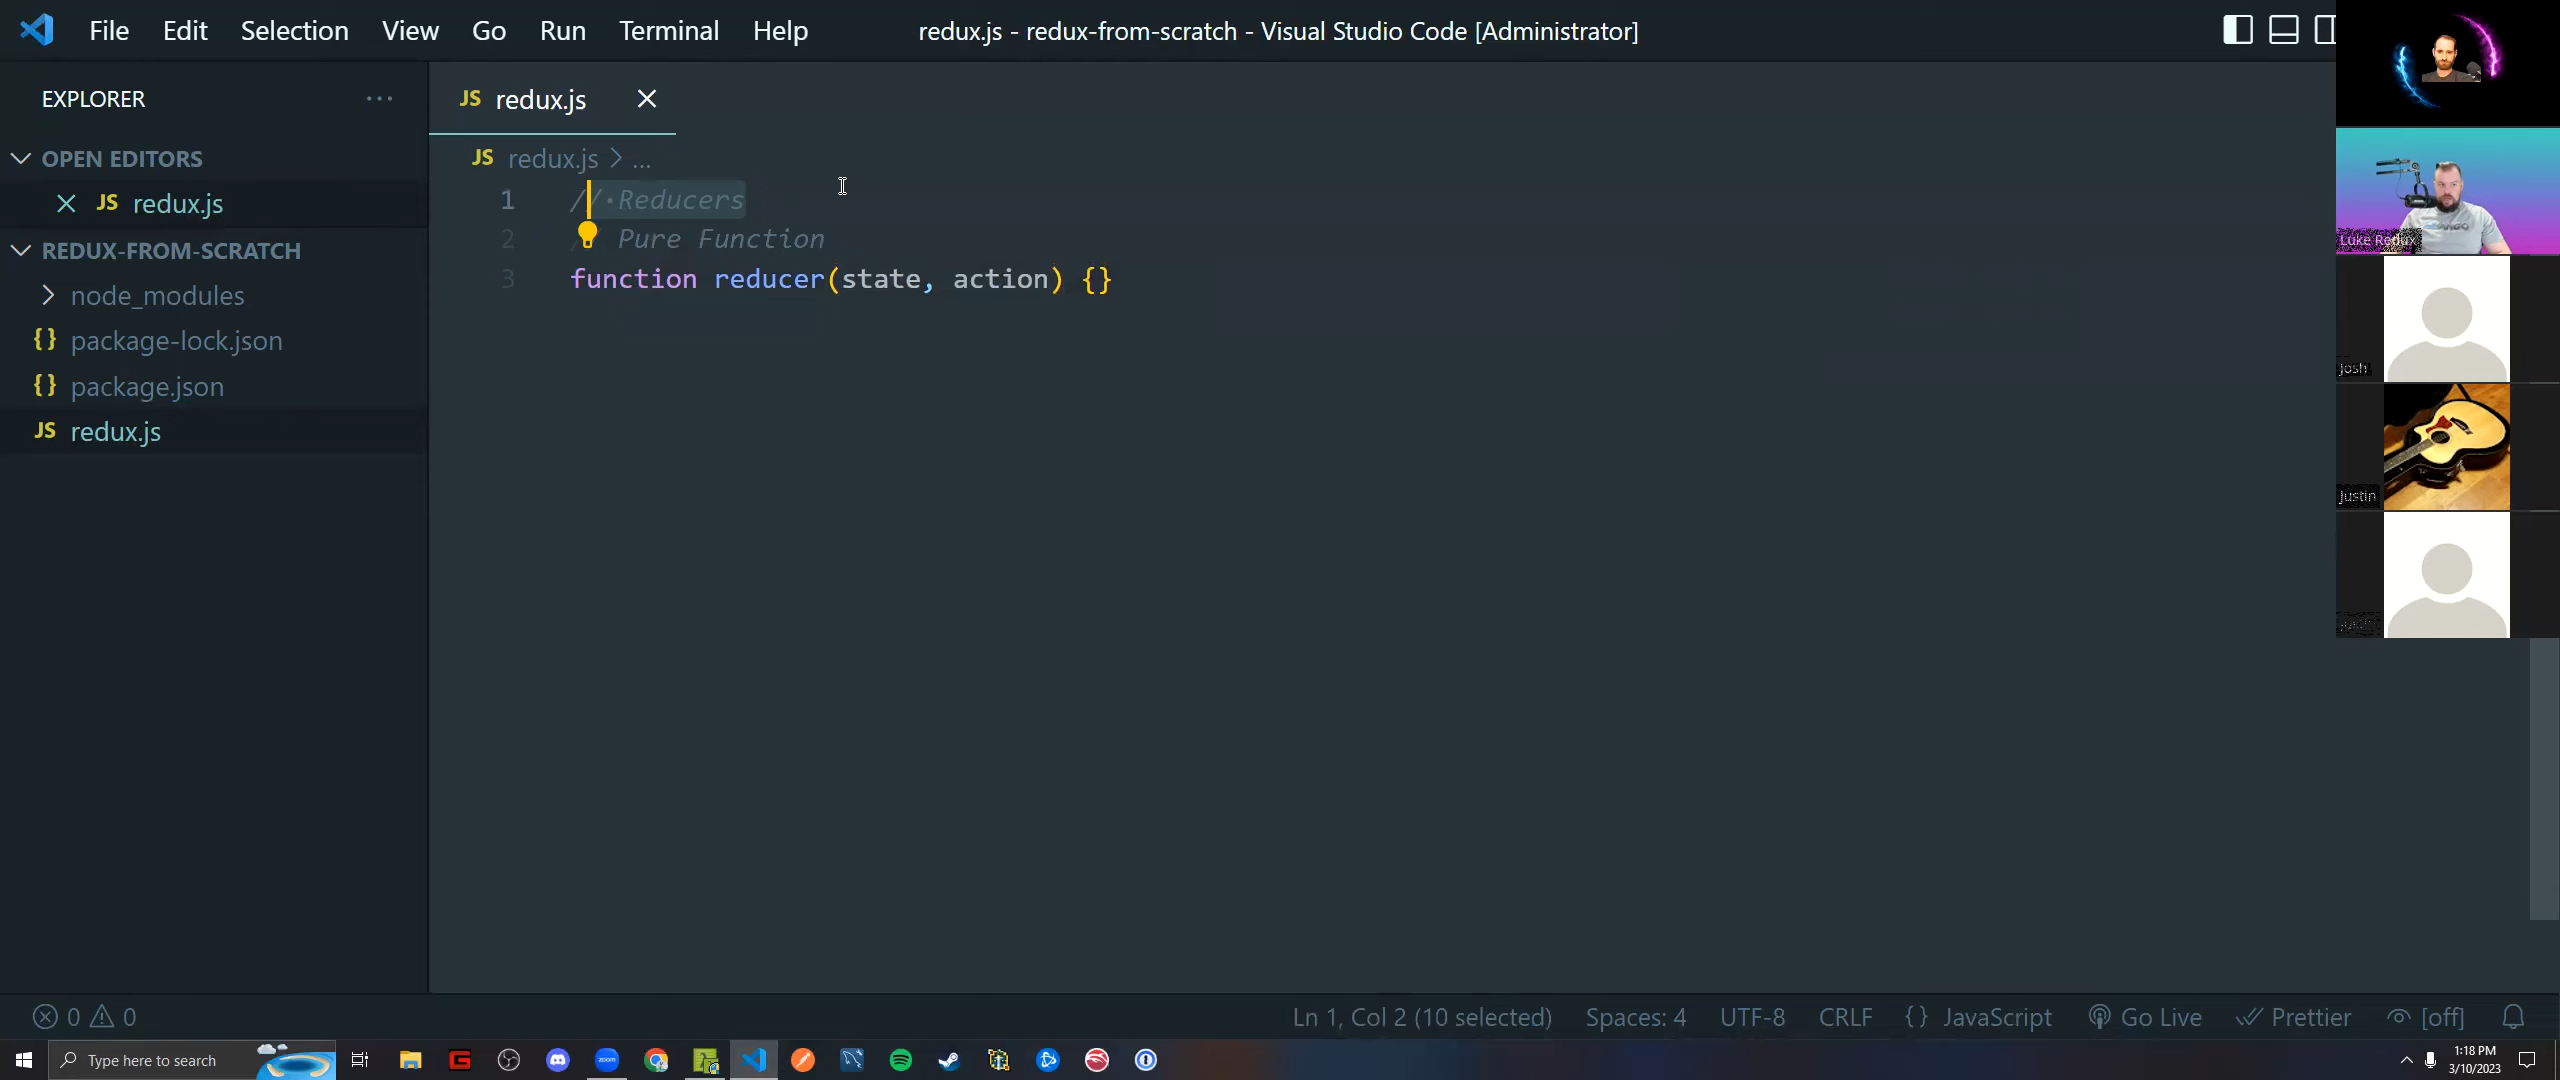 File Edit Selection View Go Run Terminal Help
redux.js - redux-from-scratch - Visual Studio Code [Administrator]
EXPLORER
OPEN EDITORS
JS redux.js
REDUX-FROM-SCRATCH
node_modules
{} package-lock.json
{} package.json
JS redux.js
JS redux.js
JS redux.js > ...
1 //·Reducers
2 / Pure Function
3 function reducer(state, action) {}
Luke Redux
Josh
Justin
0 0
Ln 1, Col 2 (10 selected) Spaces: 4 UTF-8 CRLF {} JavaScript Go Live Prettier [off]
Type here to search
zoom
1:18 PM
3/10/2023